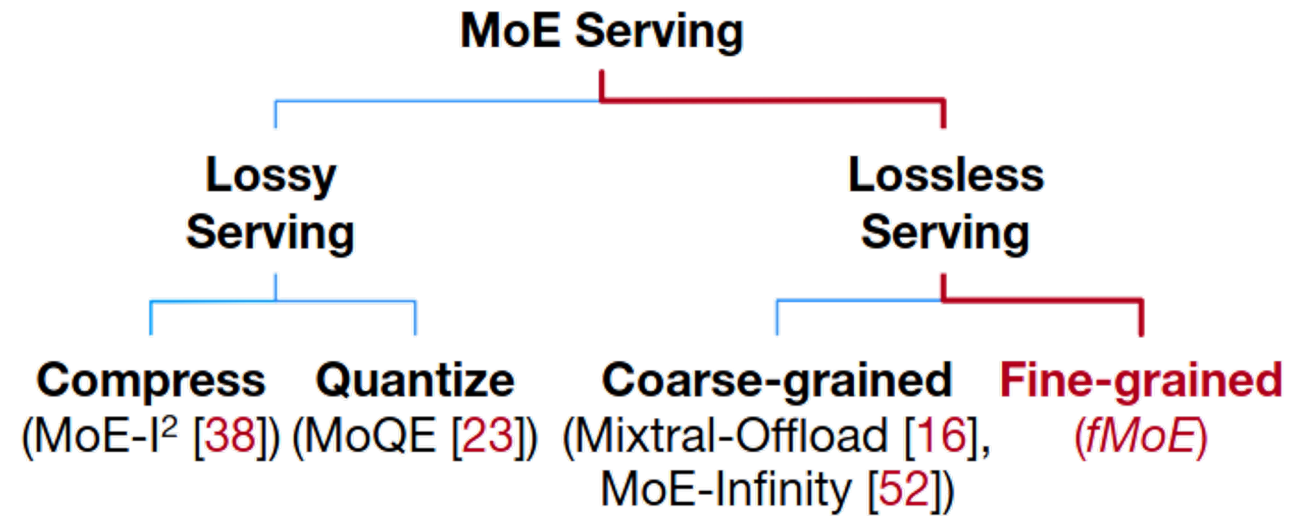 MoE Serving
Lossy
Serving
Lossless
Serving
Compress
(MoE-I² [38])
Quantize
(MoQE [23])
Coarse-grained
(Mixtral-Offload [16],
MoE-Infinity [52])
Fine-grained
(fMoE)